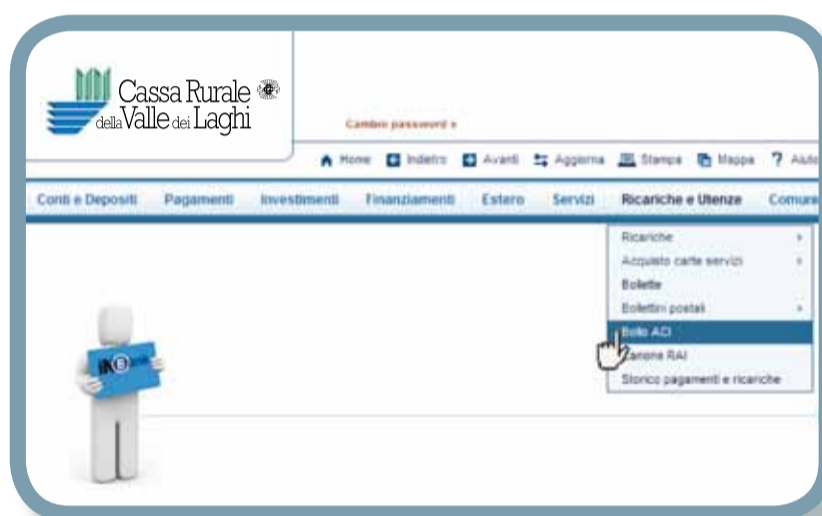 Cassa Rurale
della Valle dei Laghi
Cambio password »
Home Indietro Avanti Aggiorna Stampa Mappa ? Aiuto
Conti e Depositi Pagamenti Investimenti Finanziamenti Estero Servizi Ricariche e Utenze
Ricariche
Acquisto carte servizi
Bollette
Bollettini postali
Bollo ACI
Canone RAI
Storico pagamenti e ricariche